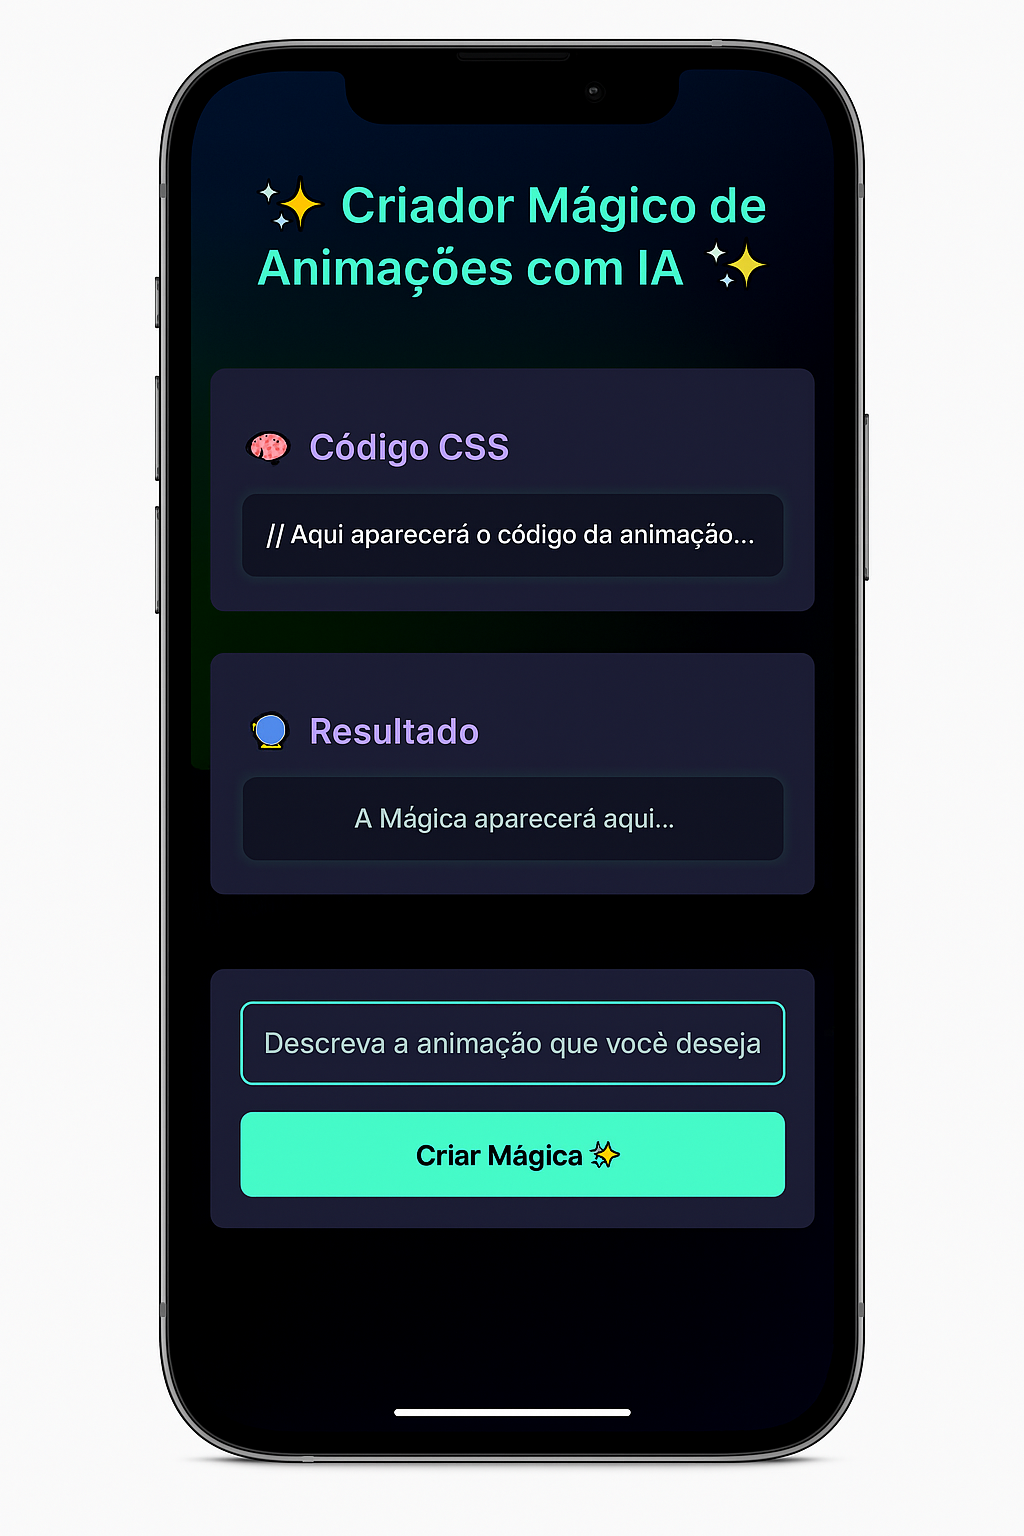 ✨ Criador Mágico de
Animações com IA ✨
🧠 Código CSS
// Aqui aparecerá o código da animação...
🔮 Resultado
A Mágica aparecerá aqui...
Descreva a animação que vocè deseja
Criar Mágica ✨